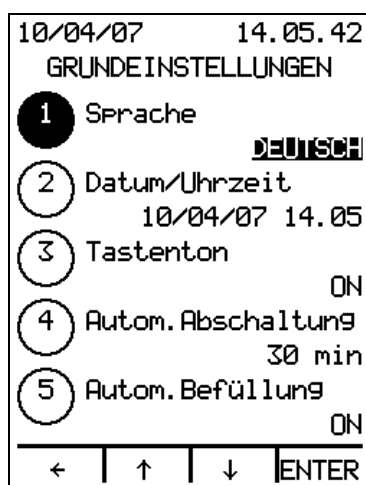 10/04/07 14.05.42
GRUNDEINSTELLUNGEN
1 Sprache
DEUTSCH
2 Datum/Uhrzeit
10/04/07 14.05
3 Tastenton
ON
4 Autom.Abschaltung
30 min
5 Autom.Befüllung
ON
← ↑ ↓ ENTER